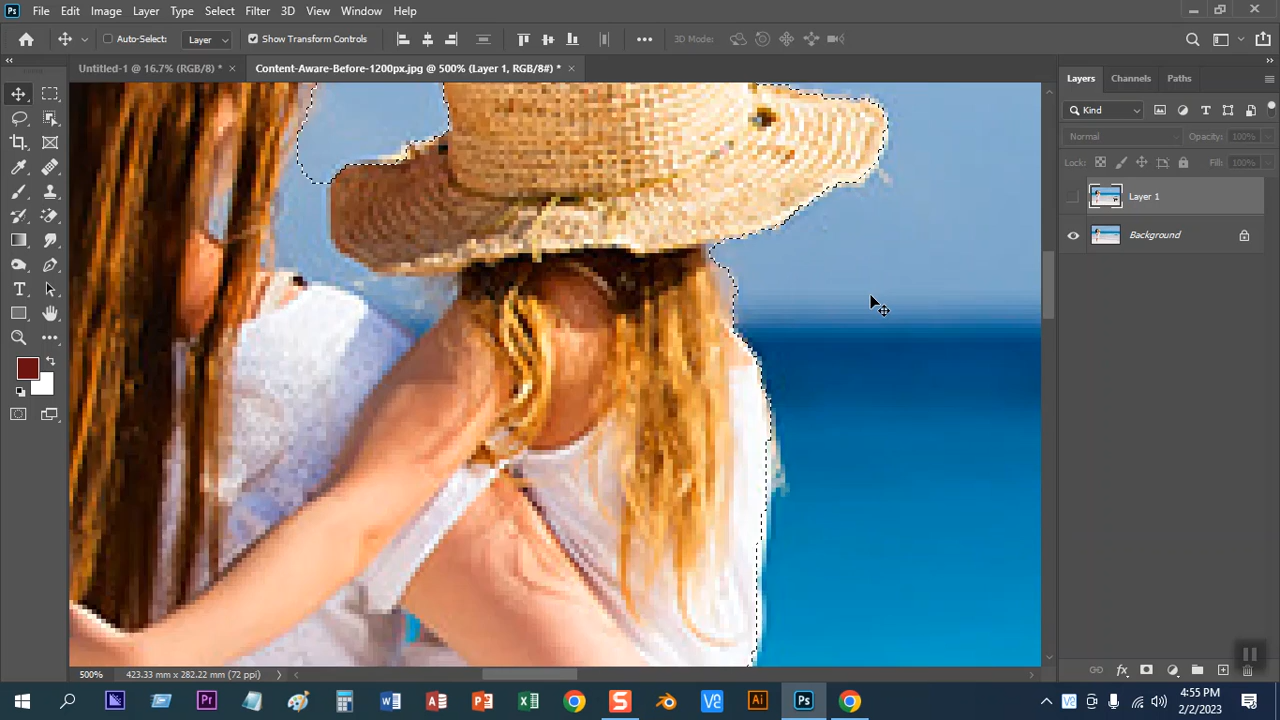 Ps File Edit Image Layer Type Select Filter 3D View Window Help
Auto-Select: Layer Show Transform Controls 3D Mode:
Untitled-1 @ 16.7% (RGB/8) * × Content-Aware-Before-1200px.jpg @ 500% (Layer 1, RGB/8#) * ×
Layers Channels Paths
Kind
Normal Opacity: 100%
Lock: Fill: 100%
Layer 1
Background
500% 423.33 mm x 282.22 mm (72 ppi)
4:55 PM
2/2/2023